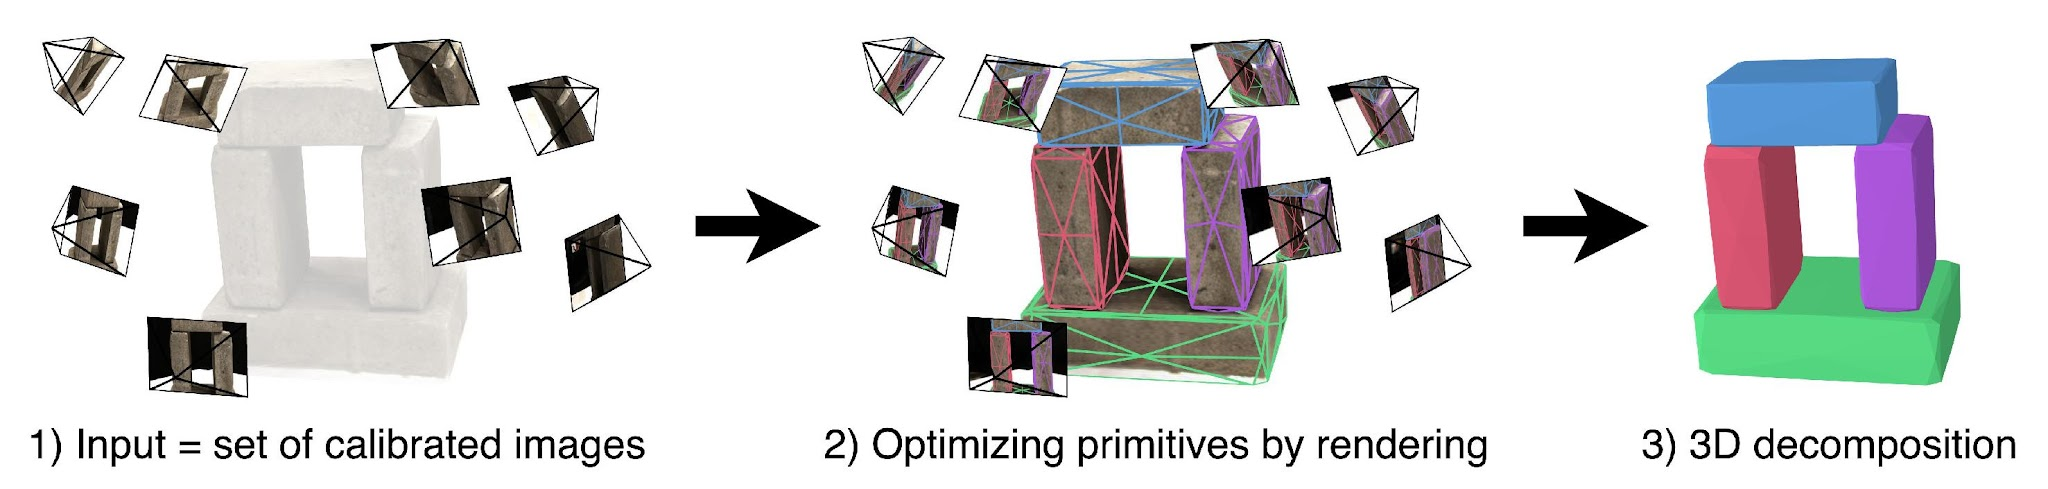 1) Input = set of calibrated images
2) Optimizing primitives by rendering
3) 3D decomposition